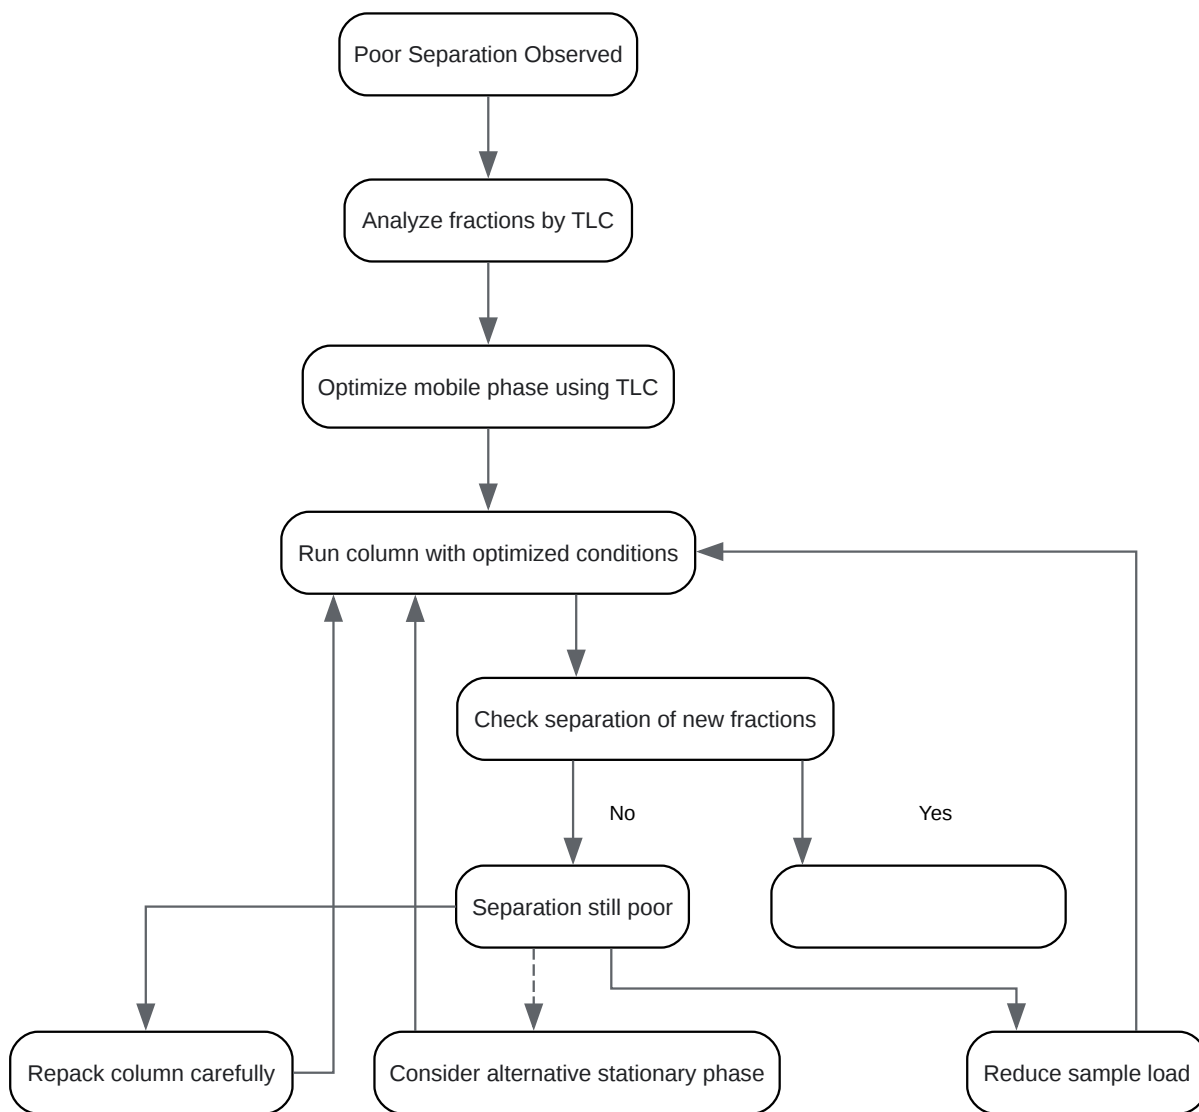 Poor Separation Observed
Analyze fractions by TLC
Optimize mobile phase using TLC
Run column with optimized conditions
Check separation of new fractions
No
Yes
Separation still poor
Repack column carefully
Consider alternative stationary phase
Reduce sample load